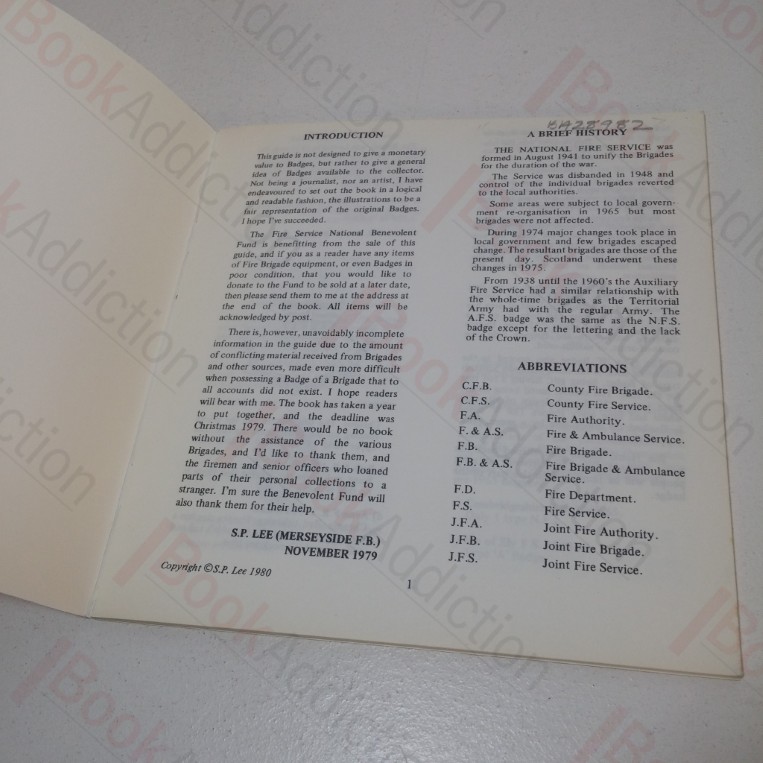 INTRODUCTION
This guide is not designed to give a monetary
value to Badges, but rather to give a general
idea of Badges available to the collector.
Not being a journalist, nor an artist, I have
endeavoured to set out the book in a logical
and readable fashion, the illustrations to be a
fair representation of the original Badges.
I hope I've succeeded.
The Fire Service National Benevolent
Fund is benefitting from the sale of this
guide, and if you as a reader have any items
of Fire Brigade equipment, or even Badges in
poor condition, that you would like to
donate to the Fund to be sold at a later date,
then please send them to me at the address at
the end of the book. All items will be
acknowledged by post.
There is, however, unavoidably incomplete
information in the guide due to the amount
of conflicting material received from Brigades
and other sources, made even more difficult
when possessing a Badge of a Brigade that to
all accounts did not exist. I hope readers
will bear with me. The book has taken a year
to put together, and the deadline was
Christmas 1979. There would be no book
without the assistance of the various
Brigades, and I'd like to thank them, and
the firemen and senior officers who loaned
parts of their personal collections to a
stranger. I'm sure the Benevolent Fund will
also thank them for their help.
S.P. LEE (MERSEYSIDE F.B.)
NOVEMBER 1979
Copyright ©S.P. Lee 1980
A BRIEF HISTORY
THE NATIONAL FIRE SERVICE was
formed in August 1941 to unify the Brigades
for the duration of the war.
The Service was disbanded in 1948 and
control of the individual brigades reverted
to the local authorities.
Some areas were subject to local govern-
ment re-organisation in 1965 but most
brigades were not affected.
During 1974 major changes took place in
local government and few brigades escaped
change. The resultant brigades are those of the
present day. Scotland underwent these
changes in 1975.
From 1938 until the 1960's the Auxiliary
Fire Service had a similar relationship with
the whole-time brigades as the Territorial
Army had with the regular Army. The
A.F.S. badge was the same as the N.F.S.
badge except for the lettering and the lack
of the Crown.
ABBREVIATIONS
C.F.B. County Fire Brigade.
C.F.S. County Fire Service.
F.A. Fire Authority.
F. & A.S. Fire & Ambulance Service.
F.B. Fire Brigade.
F.B. & A.S. Fire Brigade & Ambulance
Service.
F.D. Fire Department.
F.S. Fire Service.
J.F.A. Joint Fire Authority.
J.F.B. Joint Fire Brigade.
J.F.S. Joint Fire Service.
1
BookAddiction